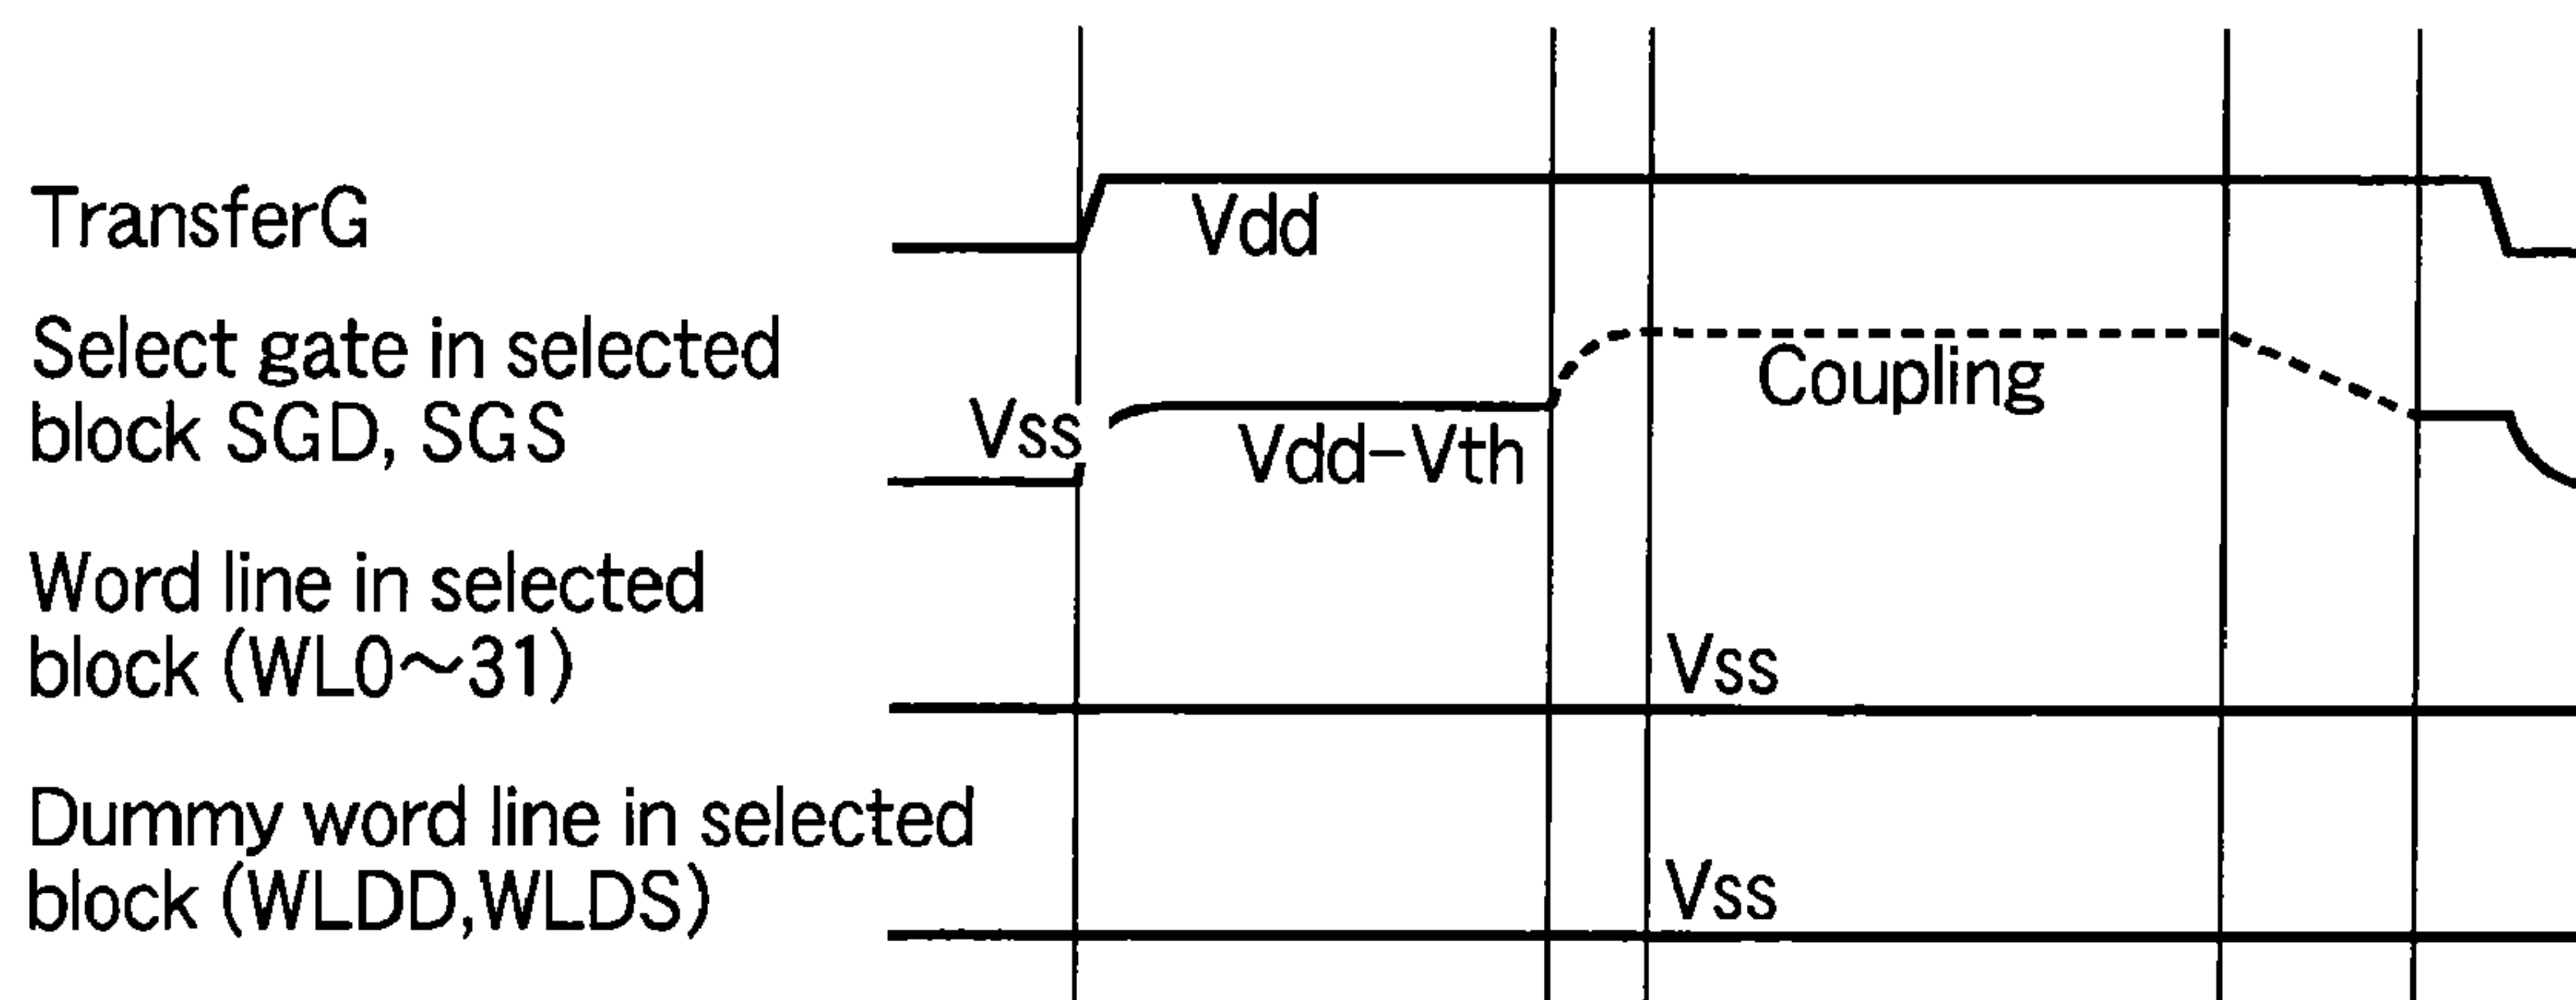 TransferG
Vdd
Select gate in selected
block SGD, SGS
Vss
Vdd-Vth
Coupling
Word line in selected
block (WL0～31)
Vss
Dummy word line in selected
block (WLDD,WLDS)
Vss